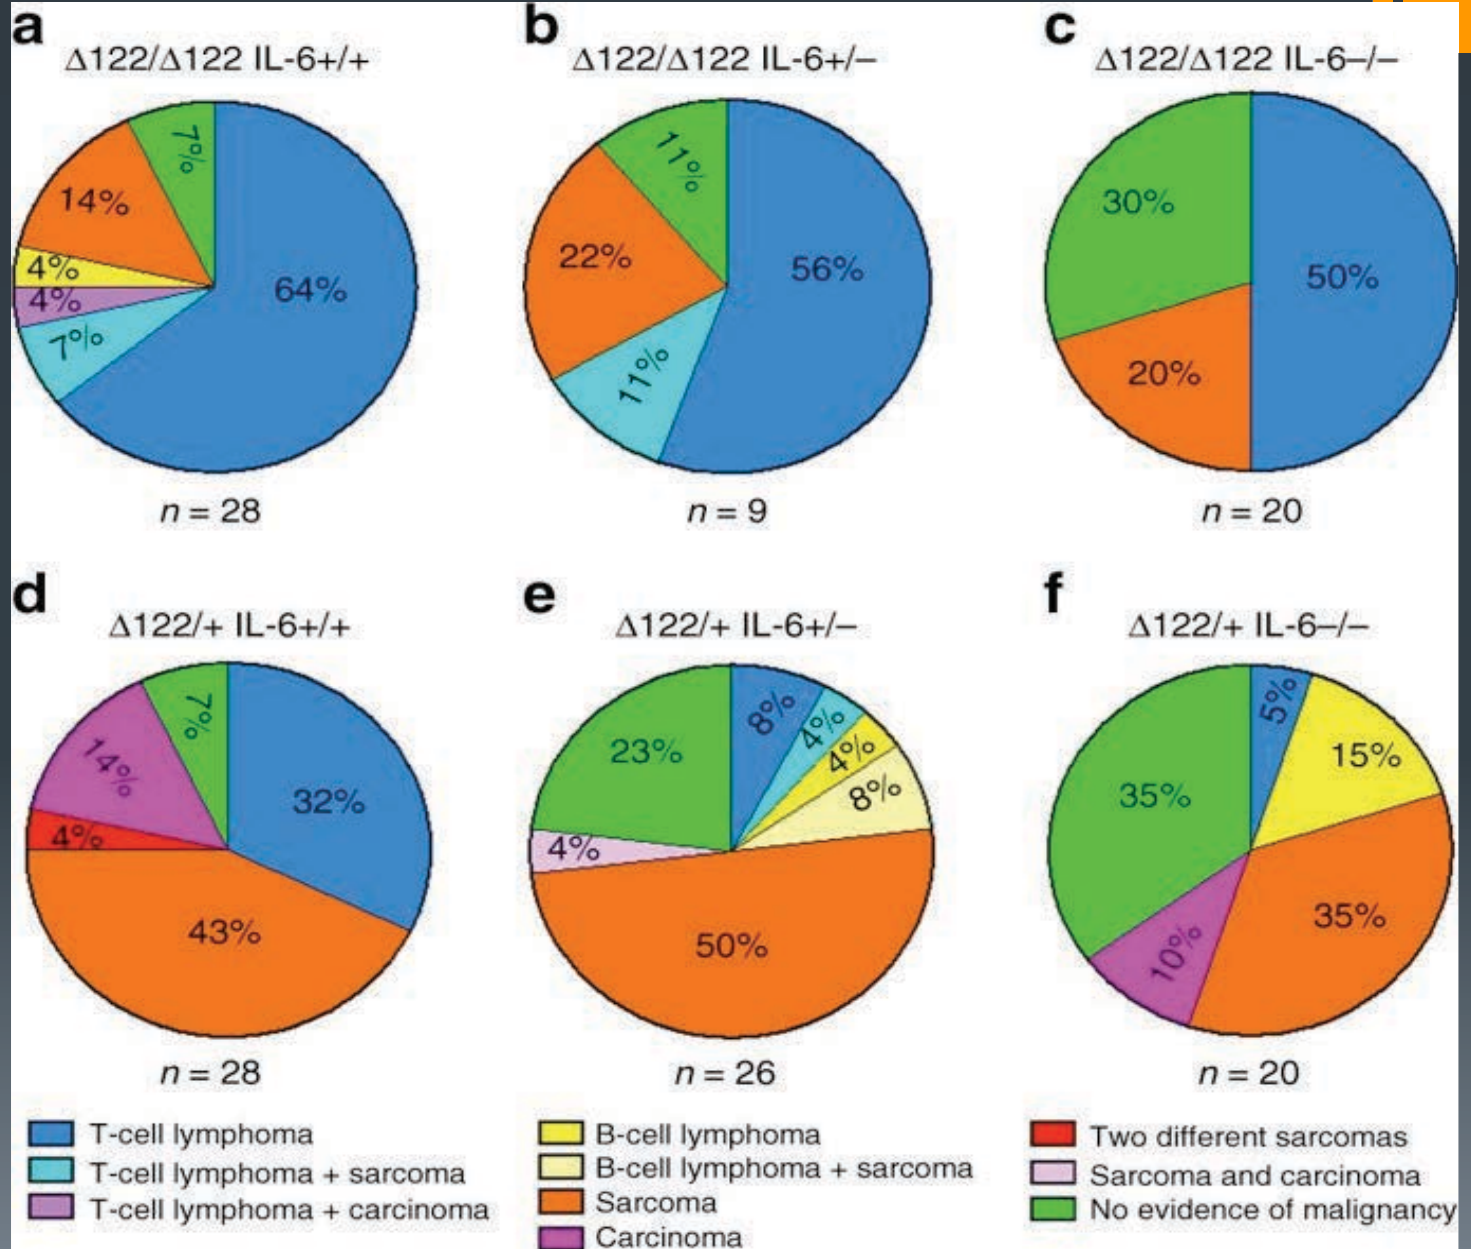 a
Δ122/Δ122 IL-6+/+
7%
14%
4%
4%
7%
64%
n = 28
b
Δ122/Δ122 IL-6+/–
11%
22%
56%
11%
n = 9
c
Δ122/Δ122 IL-6–/–
30%
50%
20%
n = 20
d
Δ122/+ IL-6+/+
7%
14%
32%
4%
43%
n = 28
e
Δ122/+ IL-6+/–
8%
4%
4%
8%
23%
4%
50%
n = 26
f
Δ122/+ IL-6–/–
5%
15%
35%
35%
10%
n = 20
T-cell lymphoma
T-cell lymphoma + sarcoma
T-cell lymphoma + carcinoma
B-cell lymphoma
B-cell lymphoma + sarcoma
Sarcoma
Carcinoma
Two different sarcomas
Sarcoma and carcinoma
No evidence of malignancy